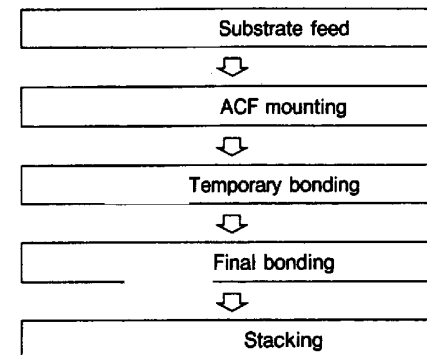 Substrate feed
ACF mounting
Temporary bonding
Final bonding
Stacking